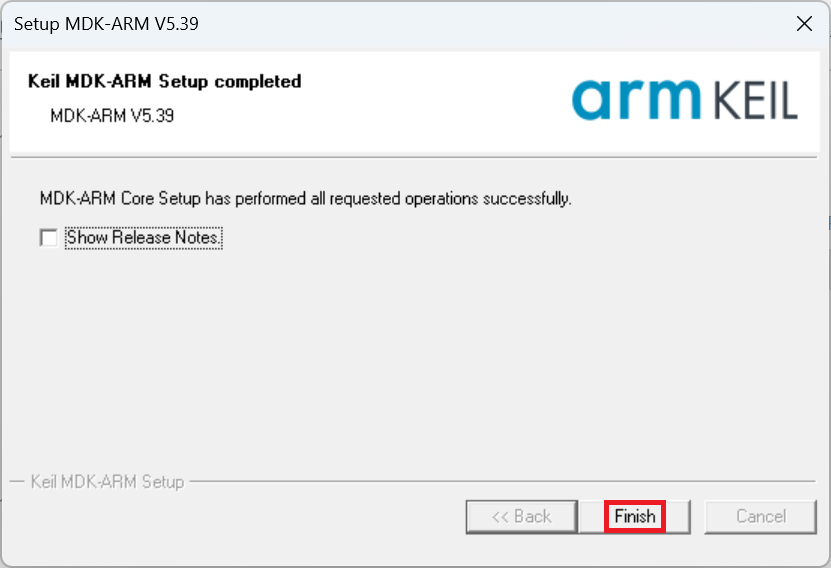 Setup MDK-ARM V5.39
Keil MDK-ARM Setup completed
MDK-ARM V5.39
arm KEIL
MDK-ARM Core Setup has performed all requested operations successfully.
Show Release Notes.
Keil MDK-ARM Setup
<< Back
Finish
Cancel